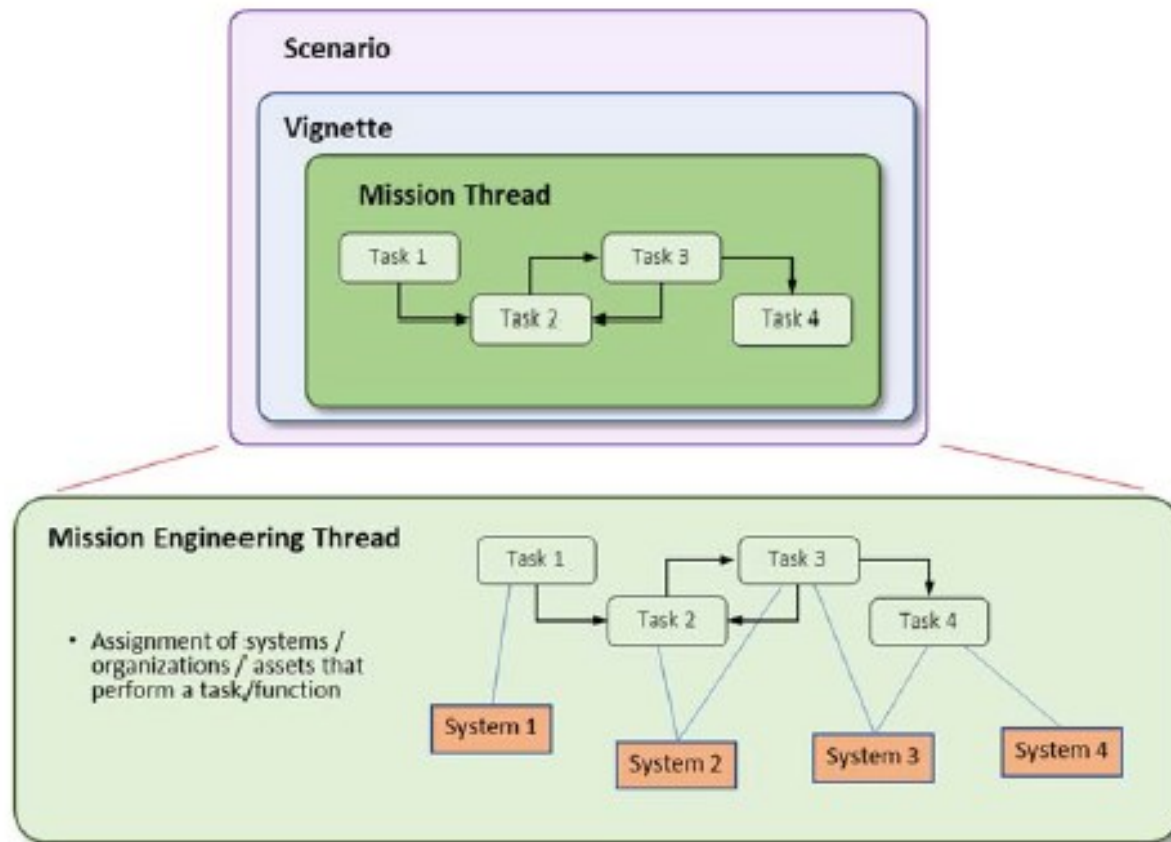 Scenario
Vignette
Mission Thread
Task 1
Task 3
Task 2
Task 4
Mission Engineering Thread
Task 1
Task 3
Task 2
Task 4
• Assignment of systems /
organizations / assets that
perform a task/function
System 1
System 2
System 3
System 4